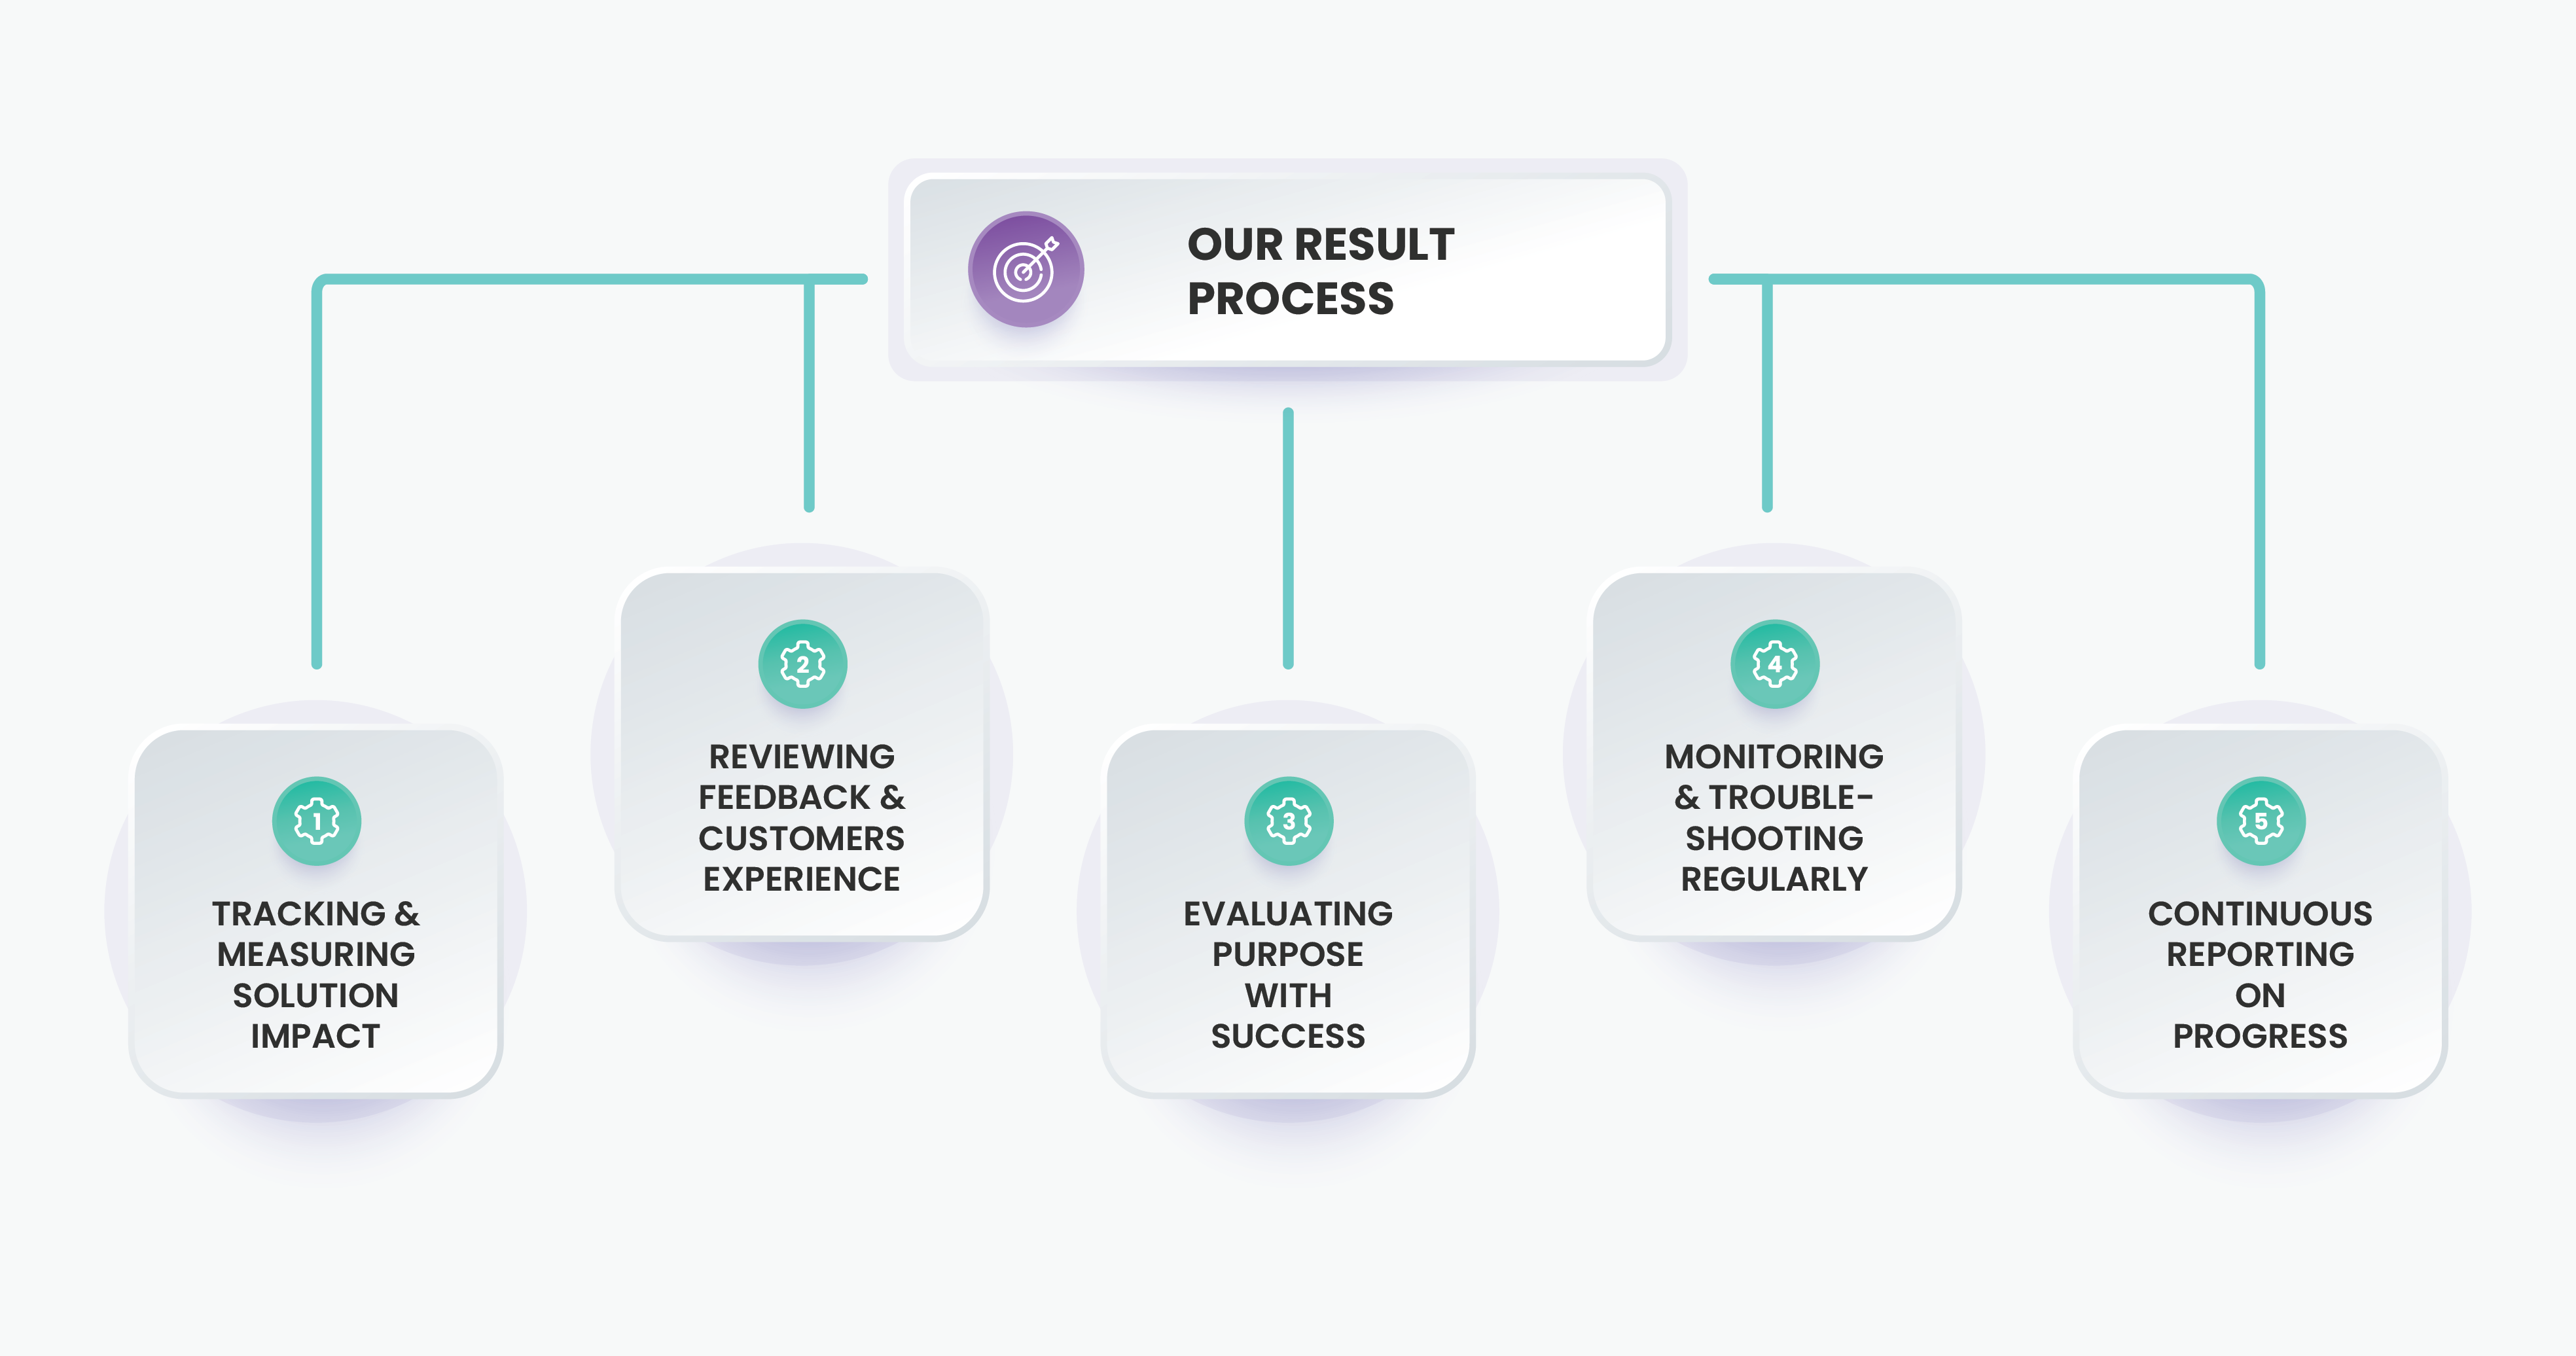 OUR RESULT
PROCESS
1
TRACKING &
MEASURING
SOLUTION
IMPACT
2
REVIEWING
FEEDBACK &
CUSTOMERS
EXPERIENCE
3
EVALUATING
PURPOSE
WITH
SUCCESS
4
MONITORING
& TROUBLE-
SHOOTING
REGULARLY
5
CONTINUOUS
REPORTING
ON
PROGRESS